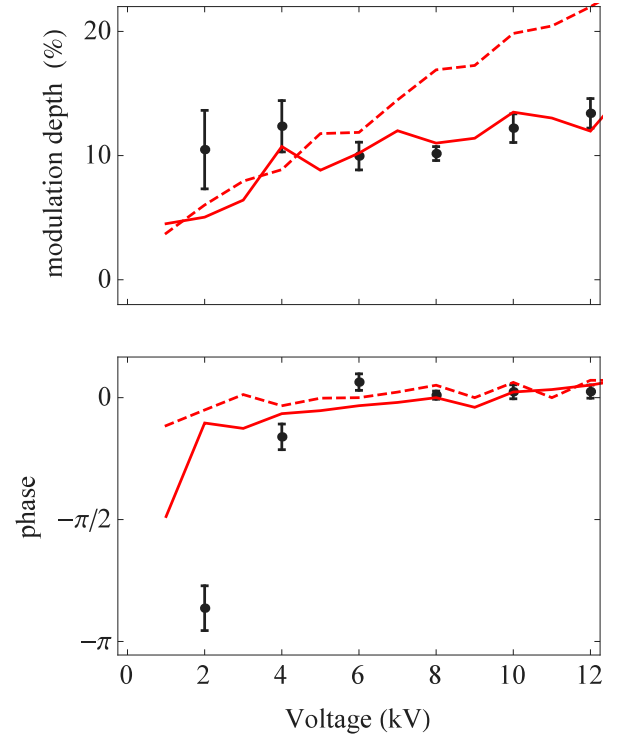 modulation depth (%)
20
10
0
phase
0
−π/2
−π
0 2 4 6 8 10 12
Voltage (kV)